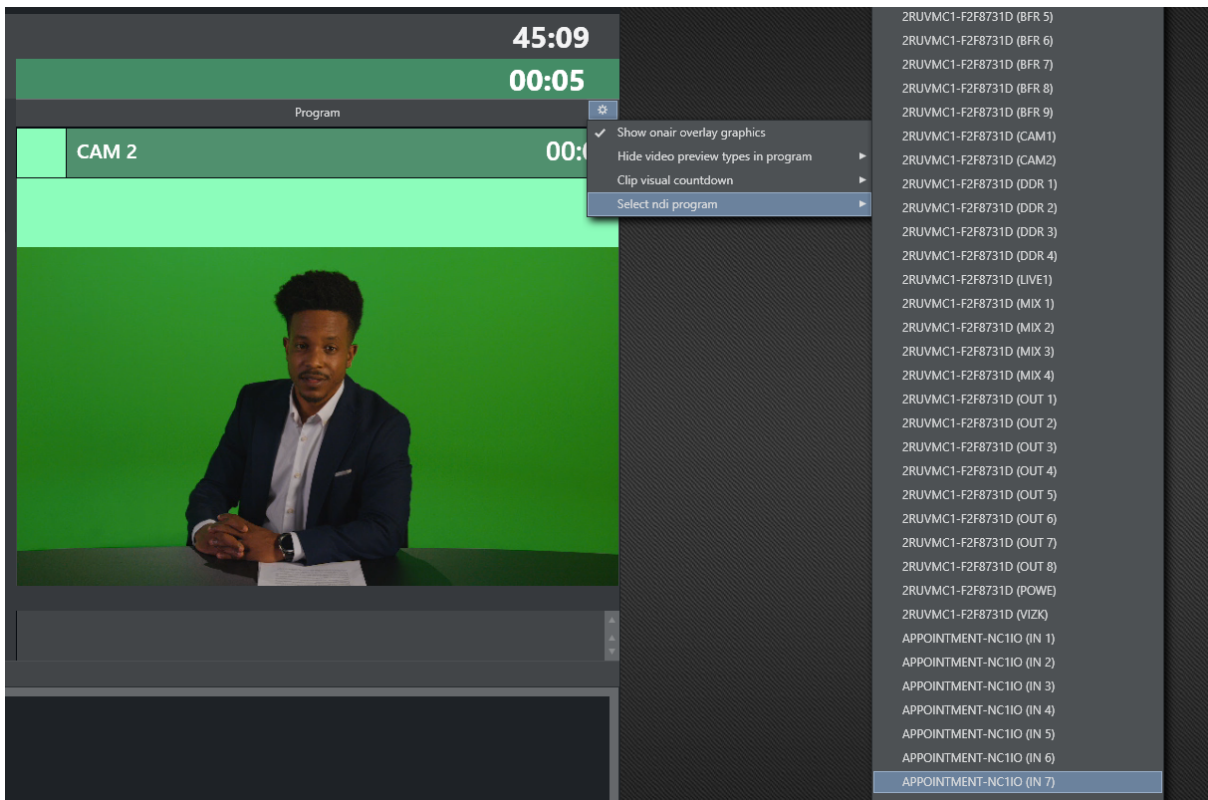 45:09
00:05
Program
CAM 2
00:0
✓ Show onair overlay graphics
Hide video preview types in program
Clip visual countdown
Select ndi program
2RUVMC1-F2F8731D (BFR 5)
2RUVMC1-F2F8731D (BFR 6)
2RUVMC1-F2F8731D (BFR 7)
2RUVMC1-F2F8731D (BFR 8)
2RUVMC1-F2F8731D (BFR 9)
2RUVMC1-F2F8731D (CAM1)
2RUVMC1-F2F8731D (CAM2)
2RUVMC1-F2F8731D (DDR 1)
2RUVMC1-F2F8731D (DDR 2)
2RUVMC1-F2F8731D (DDR 3)
2RUVMC1-F2F8731D (DDR 4)
2RUVMC1-F2F8731D (LIVE1)
2RUVMC1-F2F8731D (MIX 1)
2RUVMC1-F2F8731D (MIX 2)
2RUVMC1-F2F8731D (MIX 3)
2RUVMC1-F2F8731D (MIX 4)
2RUVMC1-F2F8731D (OUT 1)
2RUVMC1-F2F8731D (OUT 2)
2RUVMC1-F2F8731D (OUT 3)
2RUVMC1-F2F8731D (OUT 4)
2RUVMC1-F2F8731D (OUT 5)
2RUVMC1-F2F8731D (OUT 6)
2RUVMC1-F2F8731D (OUT 7)
2RUVMC1-F2F8731D (OUT 8)
2RUVMC1-F2F8731D (POWE)
2RUVMC1-F2F8731D (VIZK)
APPOINTMENT-NC1IO (IN 1)
APPOINTMENT-NC1IO (IN 2)
APPOINTMENT-NC1IO (IN 3)
APPOINTMENT-NC1IO (IN 4)
APPOINTMENT-NC1IO (IN 5)
APPOINTMENT-NC1IO (IN 6)
APPOINTMENT-NC1IO (IN 7)